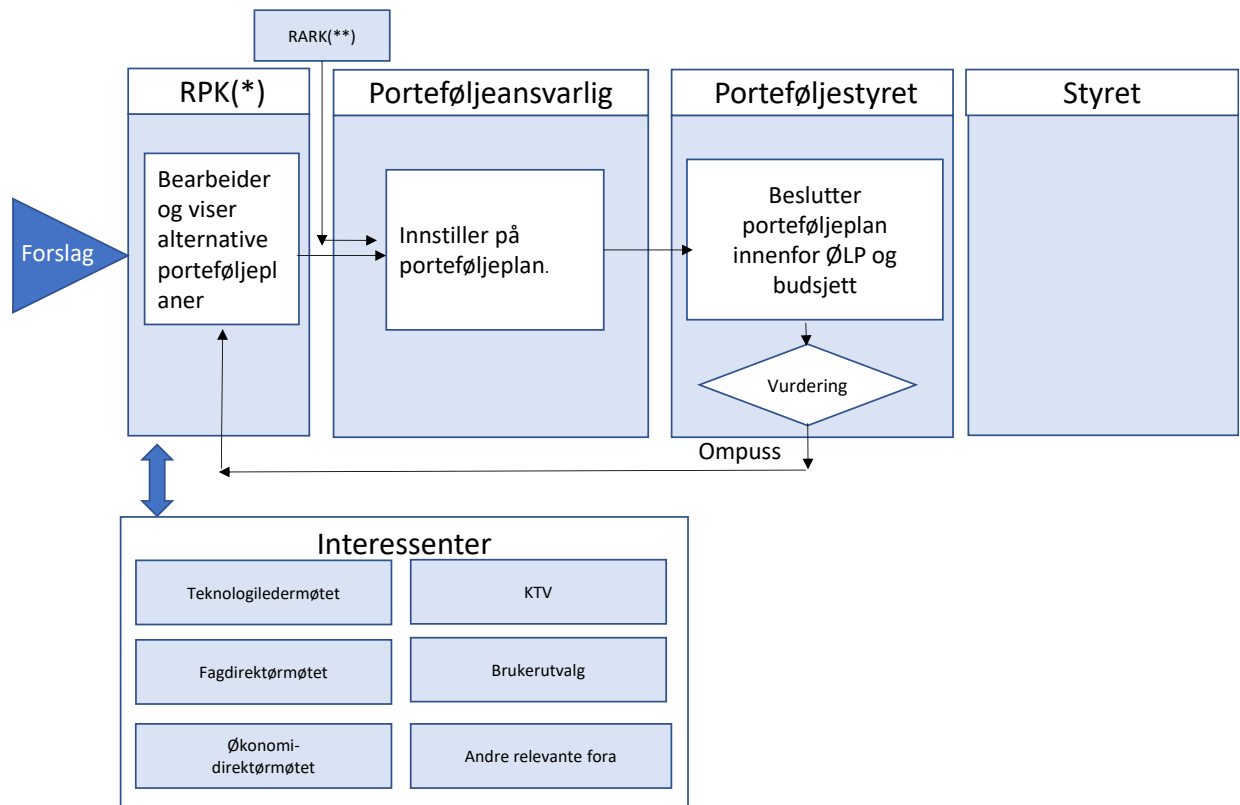 RARK(**)
RPK(*)
Porteføljeansvarlig
Porteføljestyret
Styret
Forslag
Bearbeider
og viser
alternative
porteføljepl
aner
Innstiller på
porteføljeplan.
Beslutter
porteføljeplan
innenfor ØLP og
budsjett
Vurdering
Ompuss
Interessenter
Teknologiledermøtet
KTV
Fagdirektørmøtet
Brukerutvalg
Økonomi-
direktørmøtet
Andre relevante fora